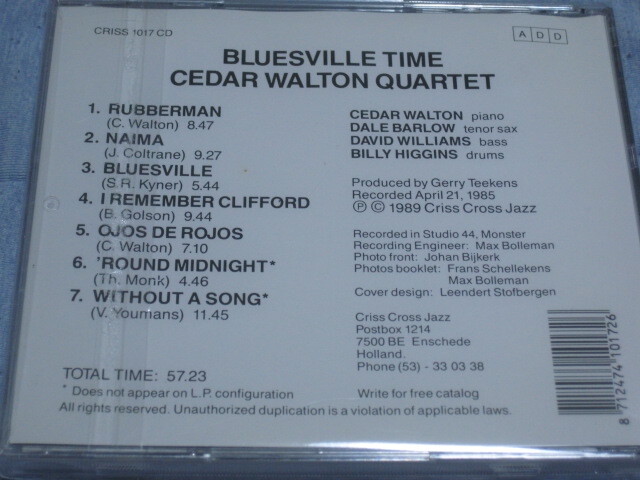 CRISS 1017 CD
A D D
BLUESVILLE TIME
CEDAR WALTON QUARTET
1. RUBBERMAN
(C. Walton) 8.47
2. NAIMA
(J. Coltrane) 9.27
3. BLUESVILLE
(S.R. Kyner) 5.44
4. I REMEMBER CLIFFORD
(B. Golson) 9.44
5. OJOS DE ROJOS
(C. Walton) 7.10
6. 'ROUND MIDNIGHT*
(Th. Monk) 4.46
7. WITHOUT A SONG*
(V. Youmans) 11.45
TOTAL TIME: 57.23
* Does not appear on L.P. configuration
All rights reserved. Unauthorized duplication is a violation of applicable laws.
CEDAR WALTON piano
DALE BARLOW tenor sax
DAVID WILLIAMS bass
BILLY HIGGINS drums
Produced by Gerry Teekens
Recorded April 21, 1985
Ⓟ © 1989 Criss Cross Jazz
Recorded in Studio 44, Monster
Recording Engineer: Max Bolleman
Photo front: Johan Bijkerk
Photos booklet: Frans Schellekens
Max Bolleman
Cover design: Leendert Stofbergen
Criss Cross Jazz
Postbox 1214
7500 BE Enschede
Holland.
Phone (53) - 33 03 38
Write for free catalog
8 712474 101726